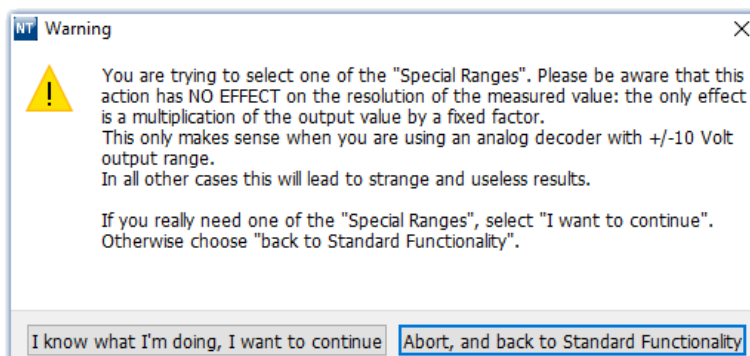 NT Warning
You are trying to select one of the "Special Ranges". Please be aware that this
action has NO EFFECT on the resolution of the measured value: the only effect
is a multiplication of the output value by a fixed factor.
This only makes sense when you are using an analog decoder with +/-10 Volt
output range.
In all other cases this will lead to strange and useless results.
If you really need one of the "Special Ranges", select "I want to continue".
Otherwise choose "back to Standard Functionality".
I know what I'm doing, I want to continue Abort, and back to Standard Functionality